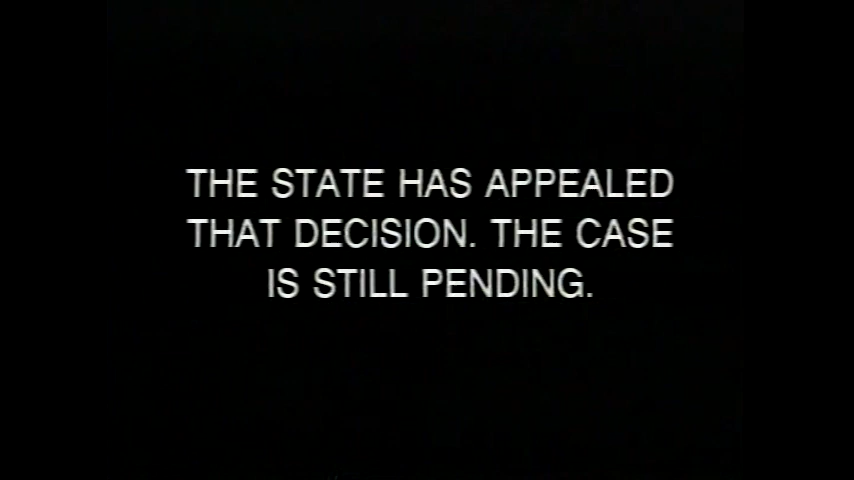 THE STATE HAS APPEALED
THAT DECISION. THE CASE
IS STILL PENDING.